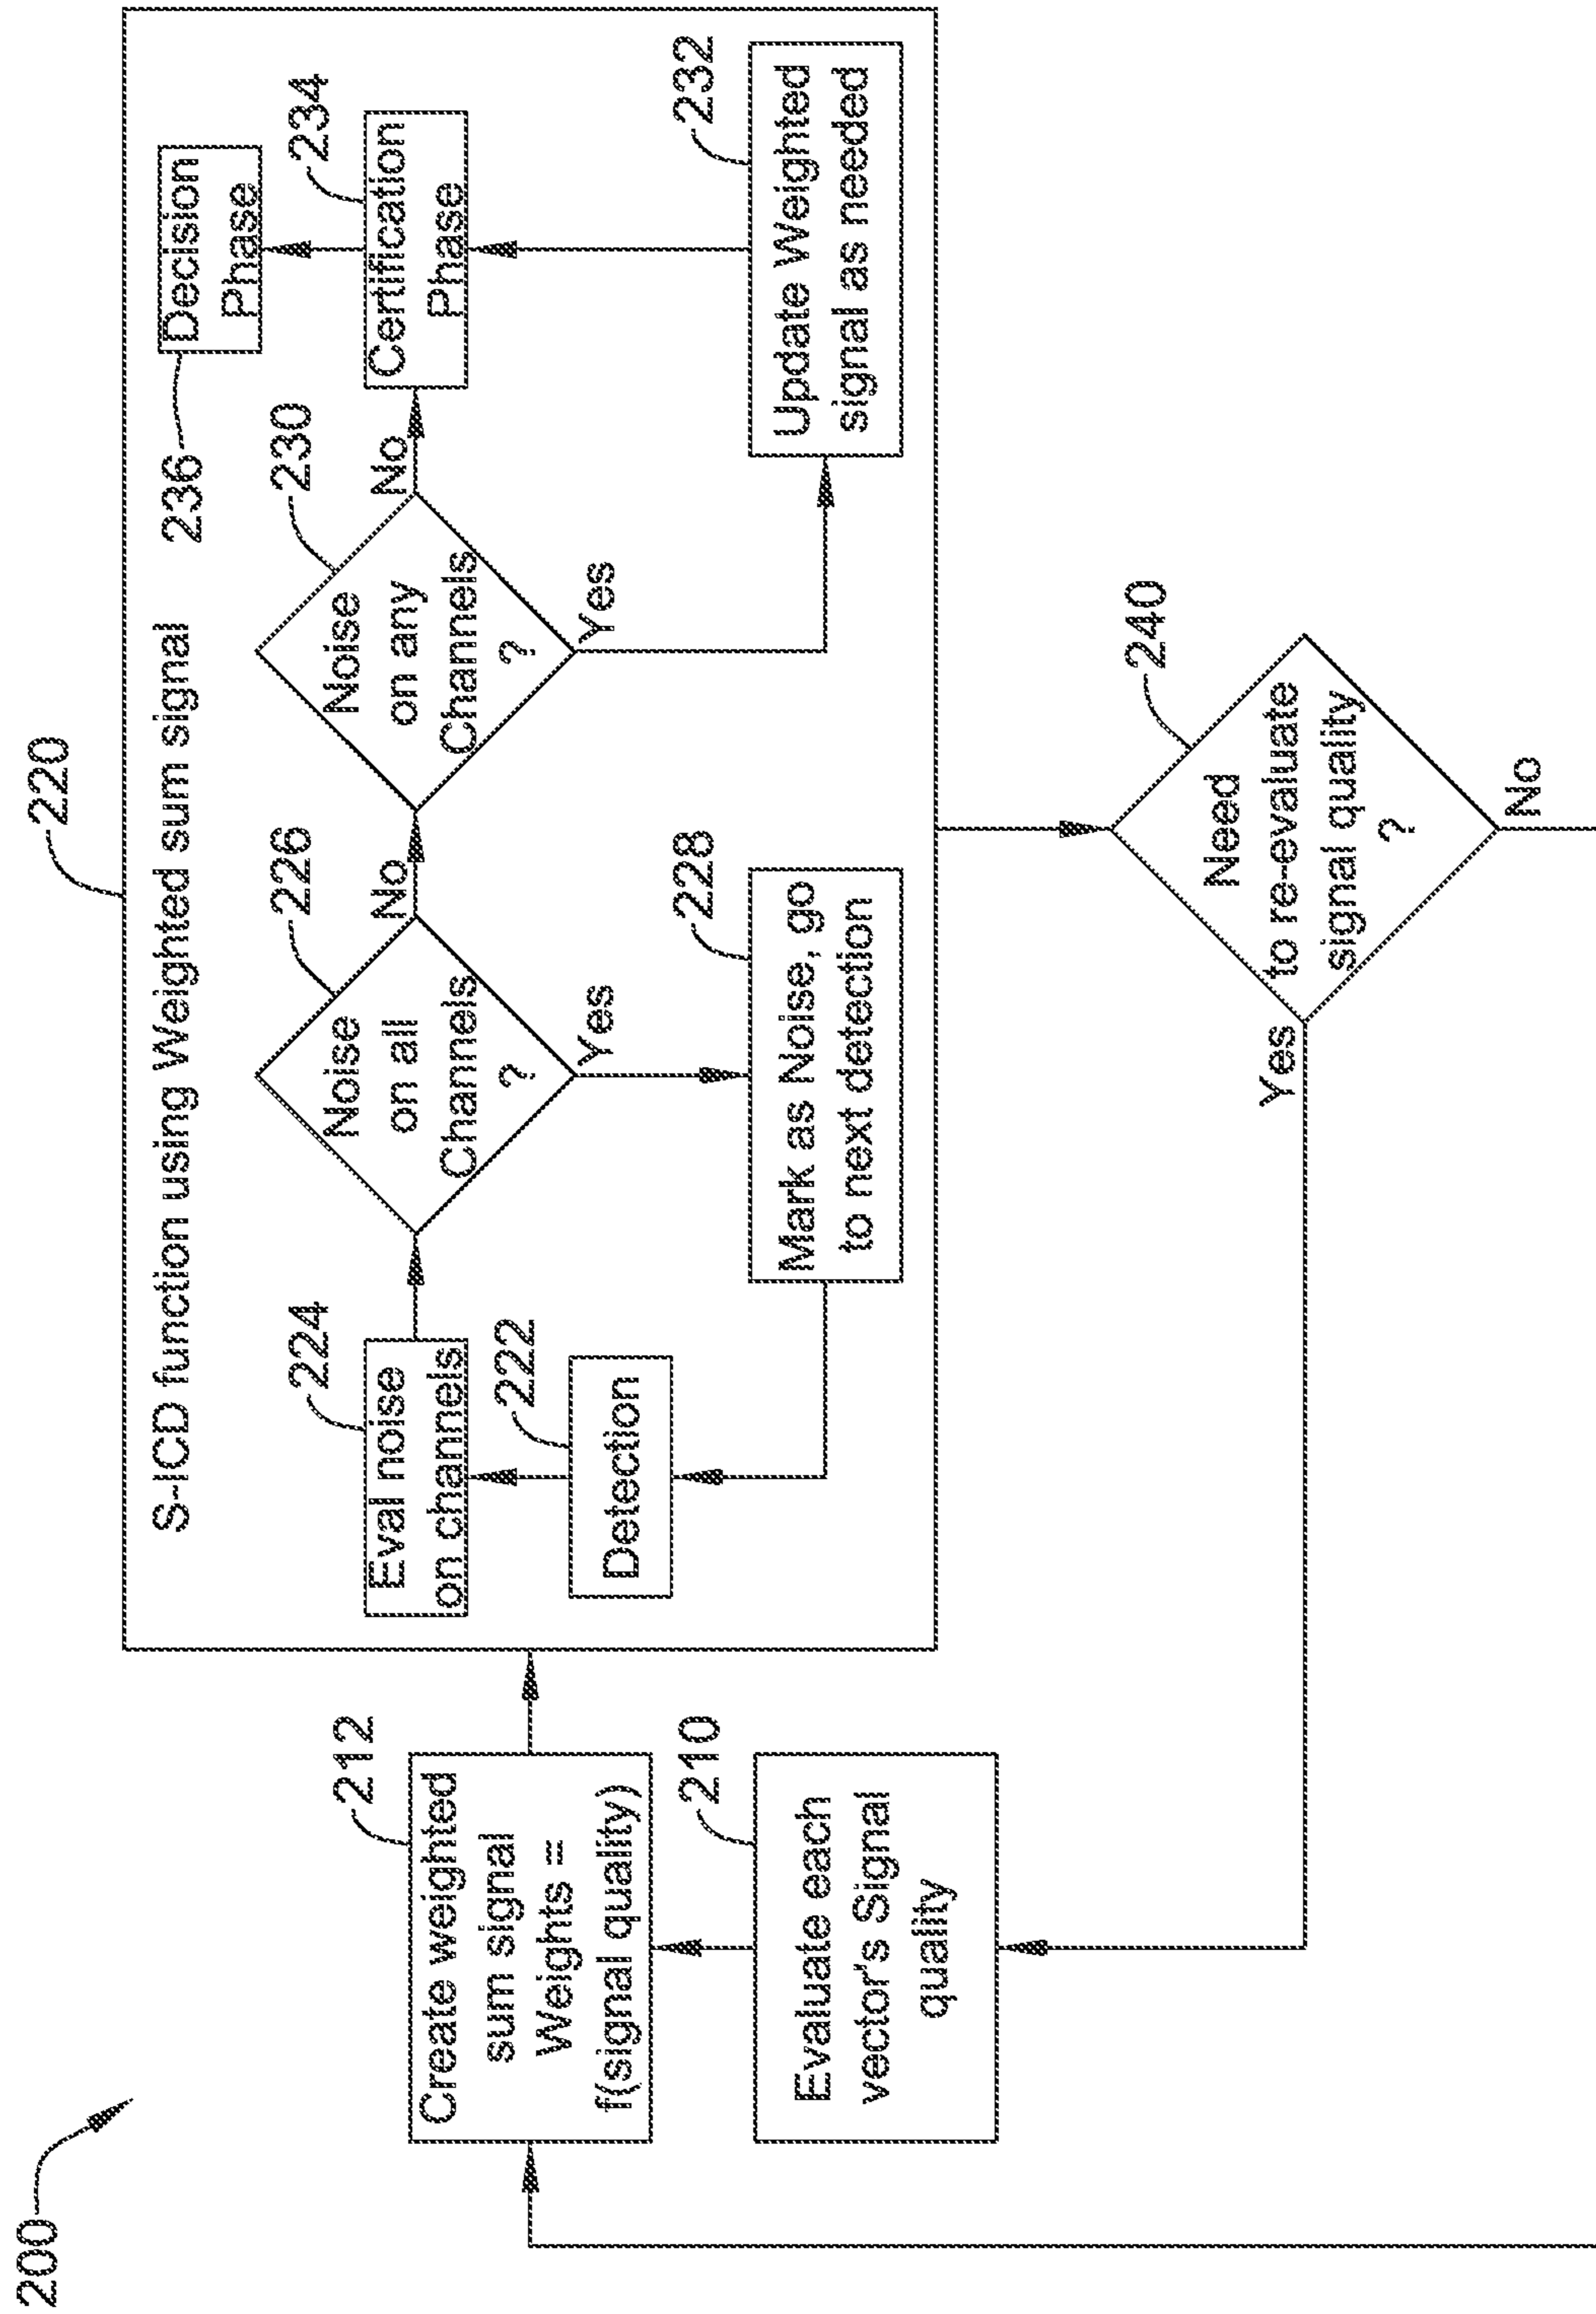 200
220
S-ICD function using Weighted sum signal
236
Decision
Phase
212
Create weighted
sum signal
Weights =
f(signal quality)
210
Evaluate each
vector's Signal
quality
224
Eval noise
on channels
222
Detection
226
Noise
on all
Channels
?
No
Yes
228
Mark as Noise, go
to next detection
230
Noise
on any
Channels
?
No
Yes
234
Certification
Phase
232
Update Weighted
signal as needed
240
Need
to re-evaluate
signal quality
?
Yes
No